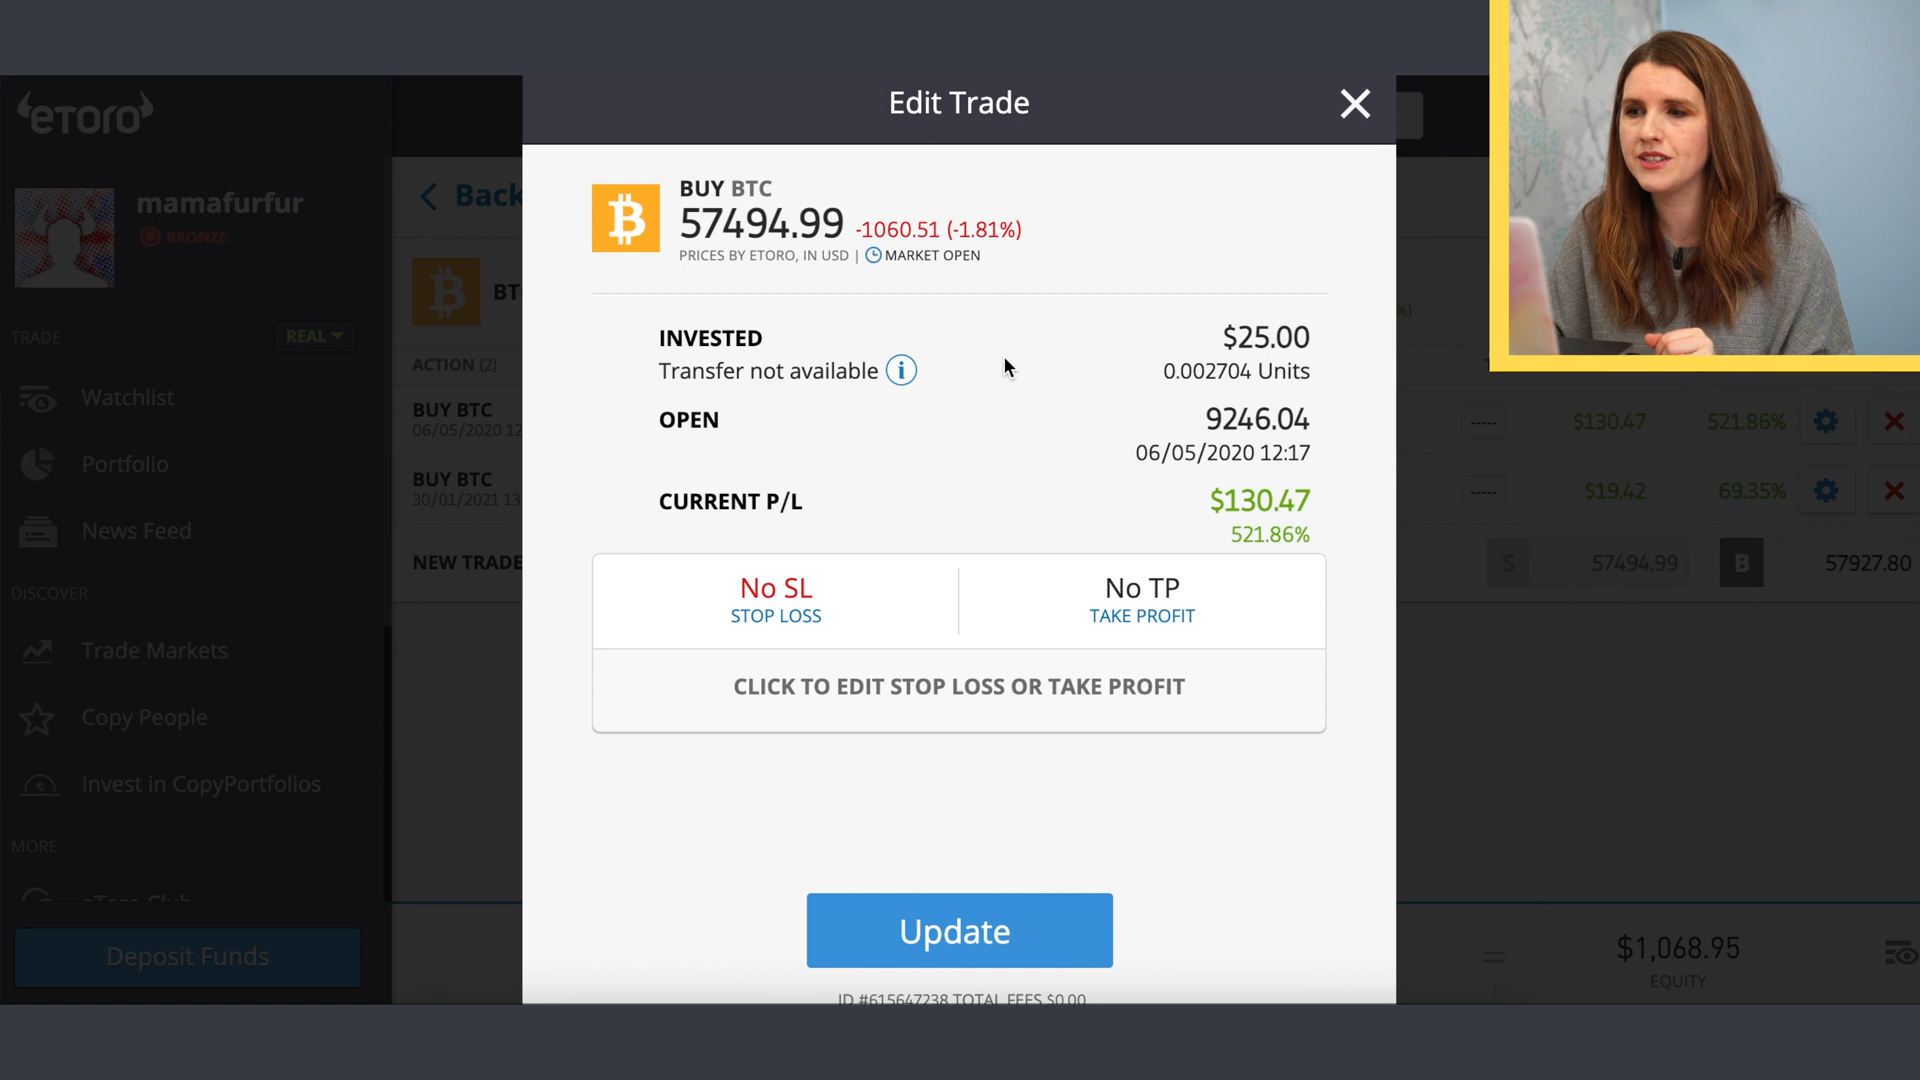 Edit Trade
eTORO
mamafurfur
BRONZE
Back
BUY BTC
57494.99 -1060.51 (-1.81%)
PRICES BY ETORO, IN USD | MARKET OPEN
TRADE
REAL
ACTION (2)
Watchlist
Portfolio
News Feed
DISCOVER
Trade Markets
Copy People
Invest in CopyPortfolios
MORE
eToro Club
Deposit Funds
BUY BTC
06/05/2020 12
BUY BTC
30/01/2021 13
NEW TRADE
INVESTED $25.00
Transfer not available i 0.002704 Units
OPEN 9246.04
06/05/2020 12:17
CURRENT P/L $130.47
521.86%
No SL
STOP LOSS
No TP
TAKE PROFIT
CLICK TO EDIT STOP LOSS OR TAKE PROFIT
Update
ID #615647238 TOTAL FEES $0.00
----- $130.47 521.86%
----- $19.42 69.35%
S 57494.99 B 57927.80
= $1,068.95
EQUITY